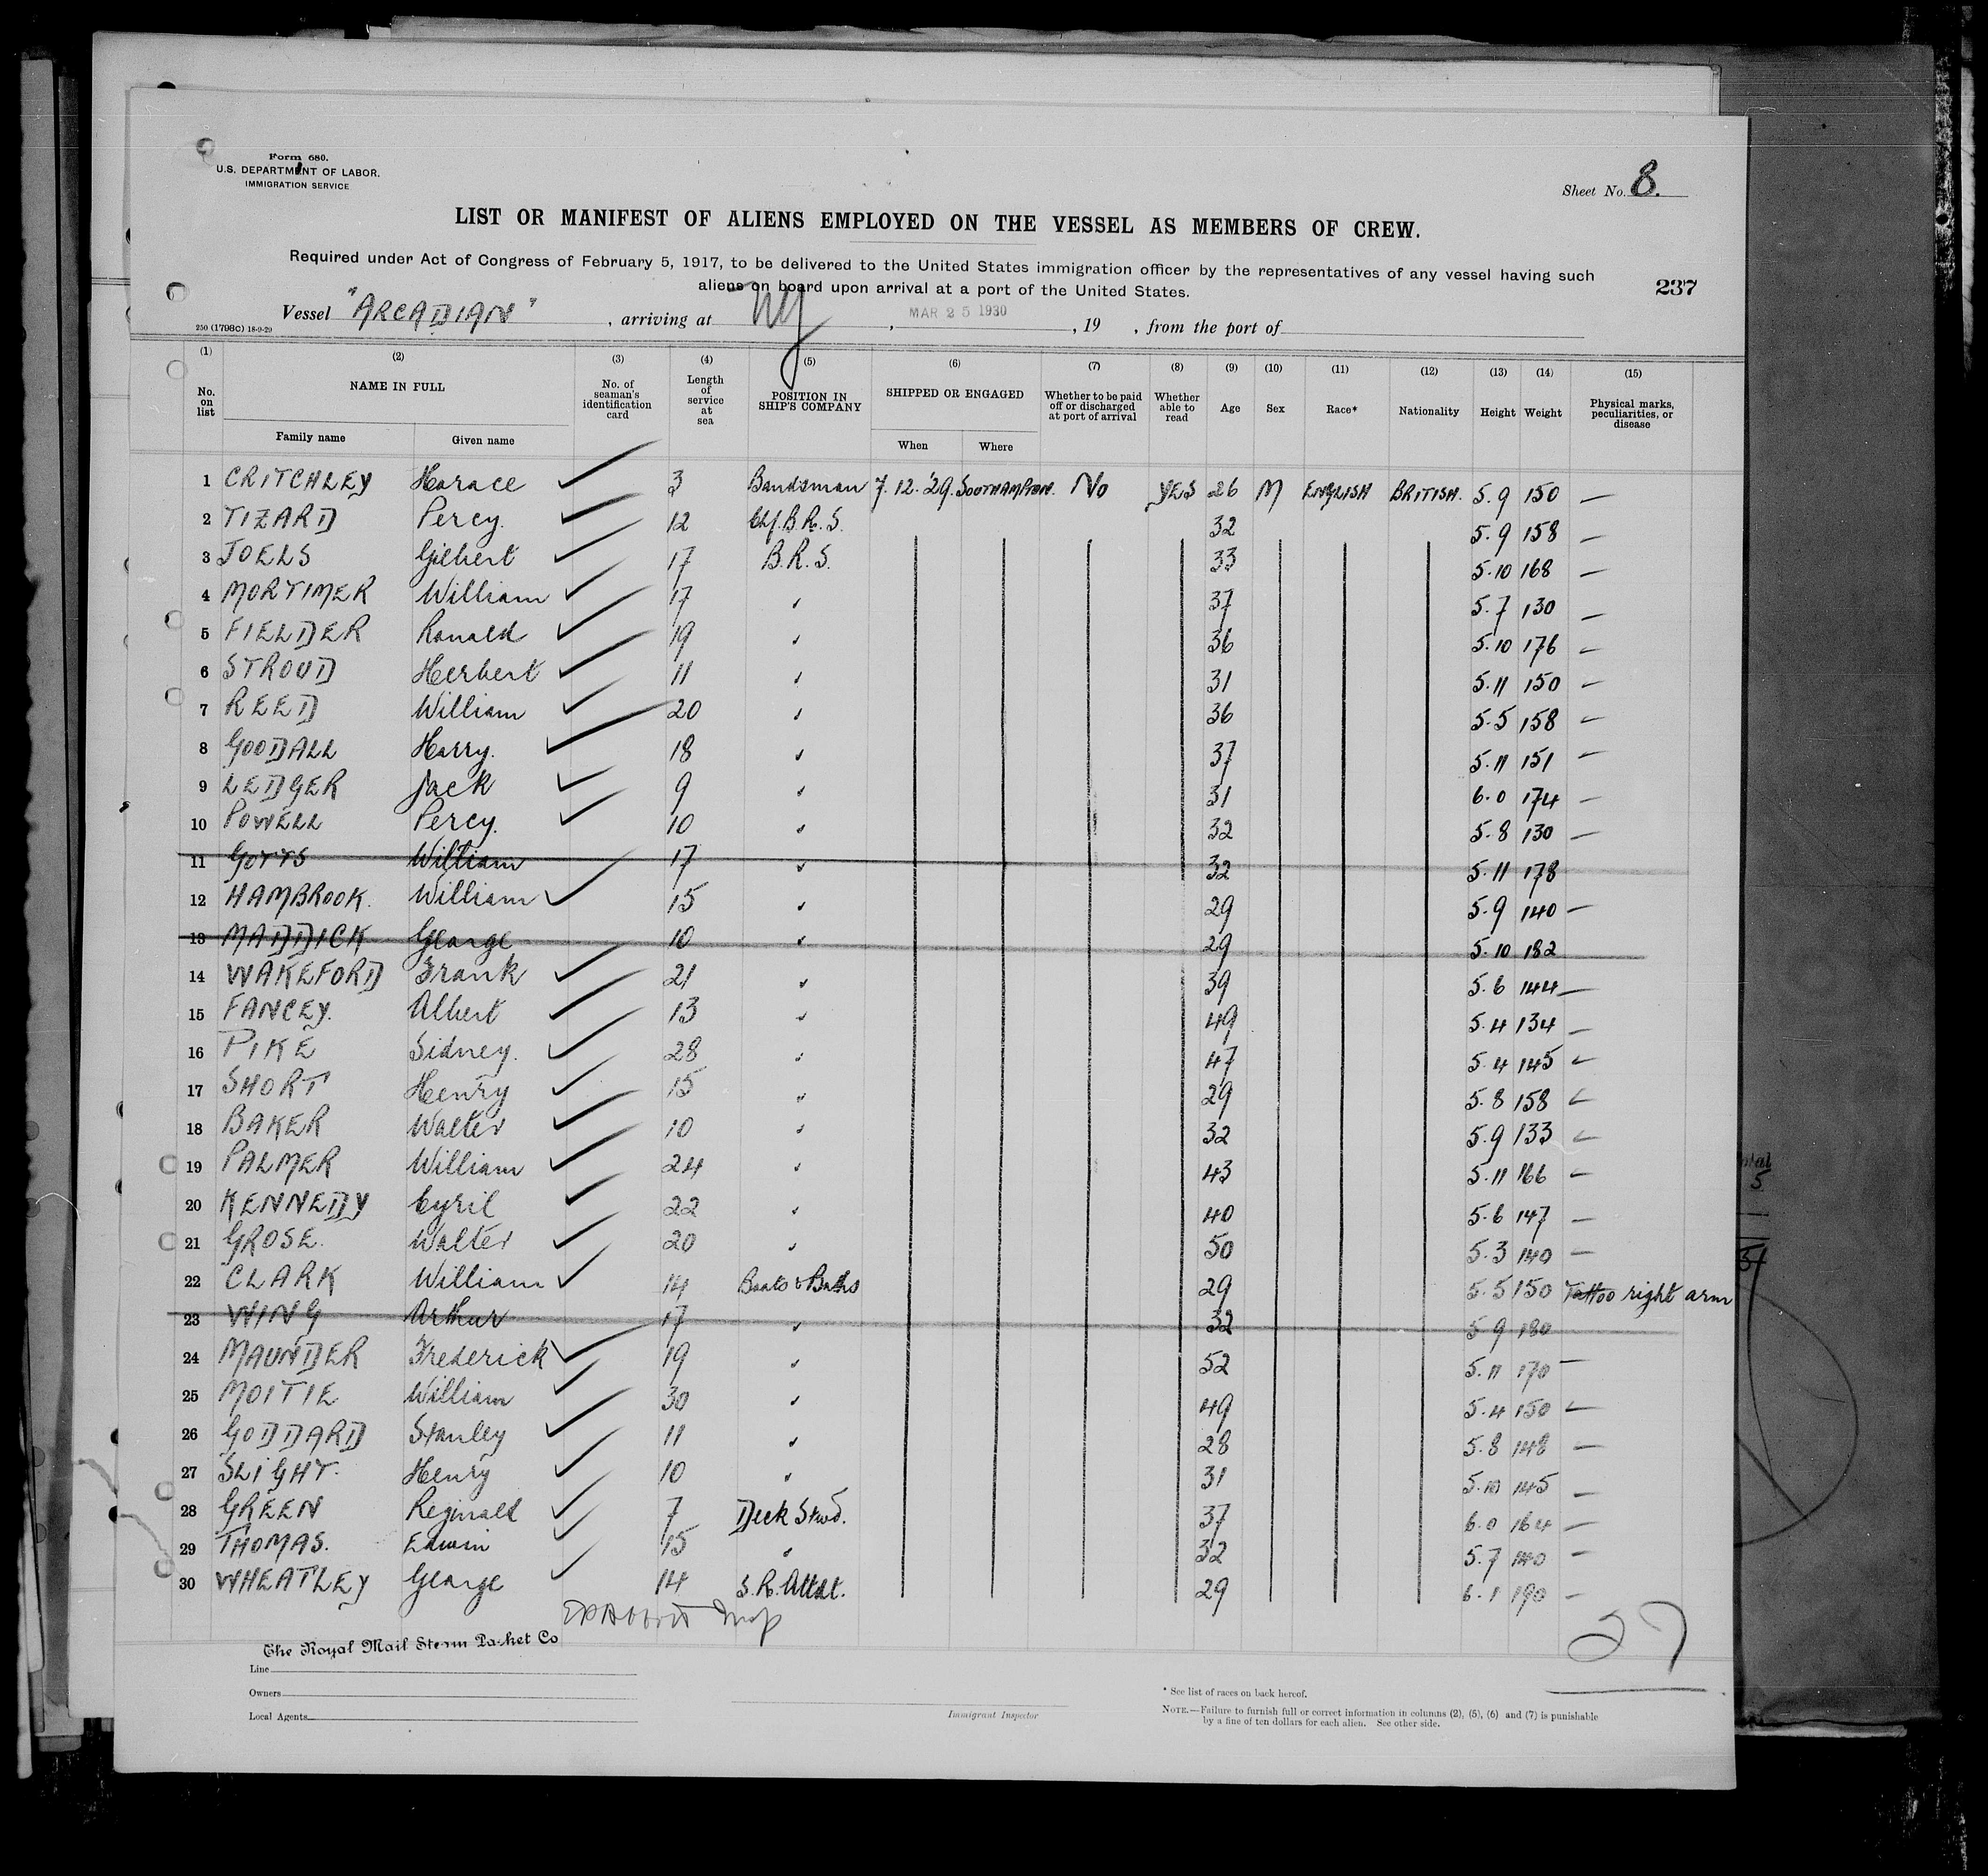 Form 680.
U.S. DEPARTMENT OF LABOR.
IMMIGRATION SERVICE
Sheet No. 8.
LIST OR MANIFEST OF ALIENS EMPLOYED ON THE VESSEL AS MEMBERS OF CREW.
Required under Act of Congress of February 5, 1917, to be delivered to the United States immigration officer by the representatives of any vessel having such
aliens on board upon arrival at a port of the United States.
237
Vessel "ARCADIAN", arriving at NY, MAR 25 1930, 19 , from the port of
250 (1798C) 18-9-29
(1) (2) (3) (4) (5) (6) (7) (8) (9) (10) (11) (12) (13) (14) (15)
No. on list NAME IN FULL No. of seaman's identification card Length of service at sea POSITION IN SHIP'S COMPANY SHIPPED OR ENGAGED Whether to be paid off or discharged at port of arrival Whether able to read Age Sex Race* Nationality Height Weight Physical marks, peculiarities, or disease
Family name Given name When Where
1 CRITCHLEY Horace 3 Bandsman 7.12.'29. SOUTHAMPTON. No YES 26 M ENGLISH BRITISH. 5.9 150 —
2 TIZARD Percy. 12 Chf. B.R.S. 32 5.9 158 —
3 JOELS Gilbert 17 B.R.S. 33 5.10 168 —
4 MORTIMER William 17 " 37 5.7 130 —
5 FIELDER Ronald 19 " 36 5.10 176 —
6 STROUD Herbert 11 " 31 5.11 150 —
7 REED William 20 " 36 5.5 158 —
8 GOODALL Harry. 18 " 37 5.11 151 —
9 LEDGER Jack 9 " 31 6.0 174 —
10 POWELL Percy. 10 " 32 5.8 130 —
11 GOTTS William 17 " 32 5.11 178
12 HAMBROOK. William 15 " 29 5.9 140 —
13 MADDICK George 10 " 29 5.10 182
14 WAKEFORD Frank 21 " 39 5.6 144 —
15 FANCEY. Albert 13 " 49 5.4 134 —
16 PIKE Sidney. 28 " 47 5.4 145 —
17 SHORT Henry 15 " 29 5.8 158 —
18 BAKER Walter 10 " 32 5.9 133 —
19 PALMER William 24 " 43 5.11 166 —
20 KENNEDY Cyril 22 " 40 5.6 147 —
21 GROSE. Walter 20 " 50 5.3 140 —
22 CLARK William 14 Boots & Baths 29 5.5 150 Tattoo right arm
23 WING Arthur 17 " 32 5.9 180
24 MAUNDER Frederick 19 " 52 5.11 170 —
25 MOITIE William 30 " 49 5.4 150 —
26 GODDARD Stanley 11 " 28 5.8 148 —
27 SLIGHT. Henry 10 " 31 5.10 145 —
28 GREEN Reginald 7 Deck Stwd. 37 6.0 164 —
29 THOMAS. Edwin 15 " 32 5.7 140 —
30 WHEATLEY George 14 S.R. Attdt. 29 6.1 190 —
27
The Royal Mail Steam Packet Co
Line
Owners
Local Agents
Immigrant Inspector
* See list of races on back hereof.
NOTE.—Failure to furnish full or correct information in columns (2), (5), (6) and (7) is punishable
by a fine of ten dollars for each alien. See other side.